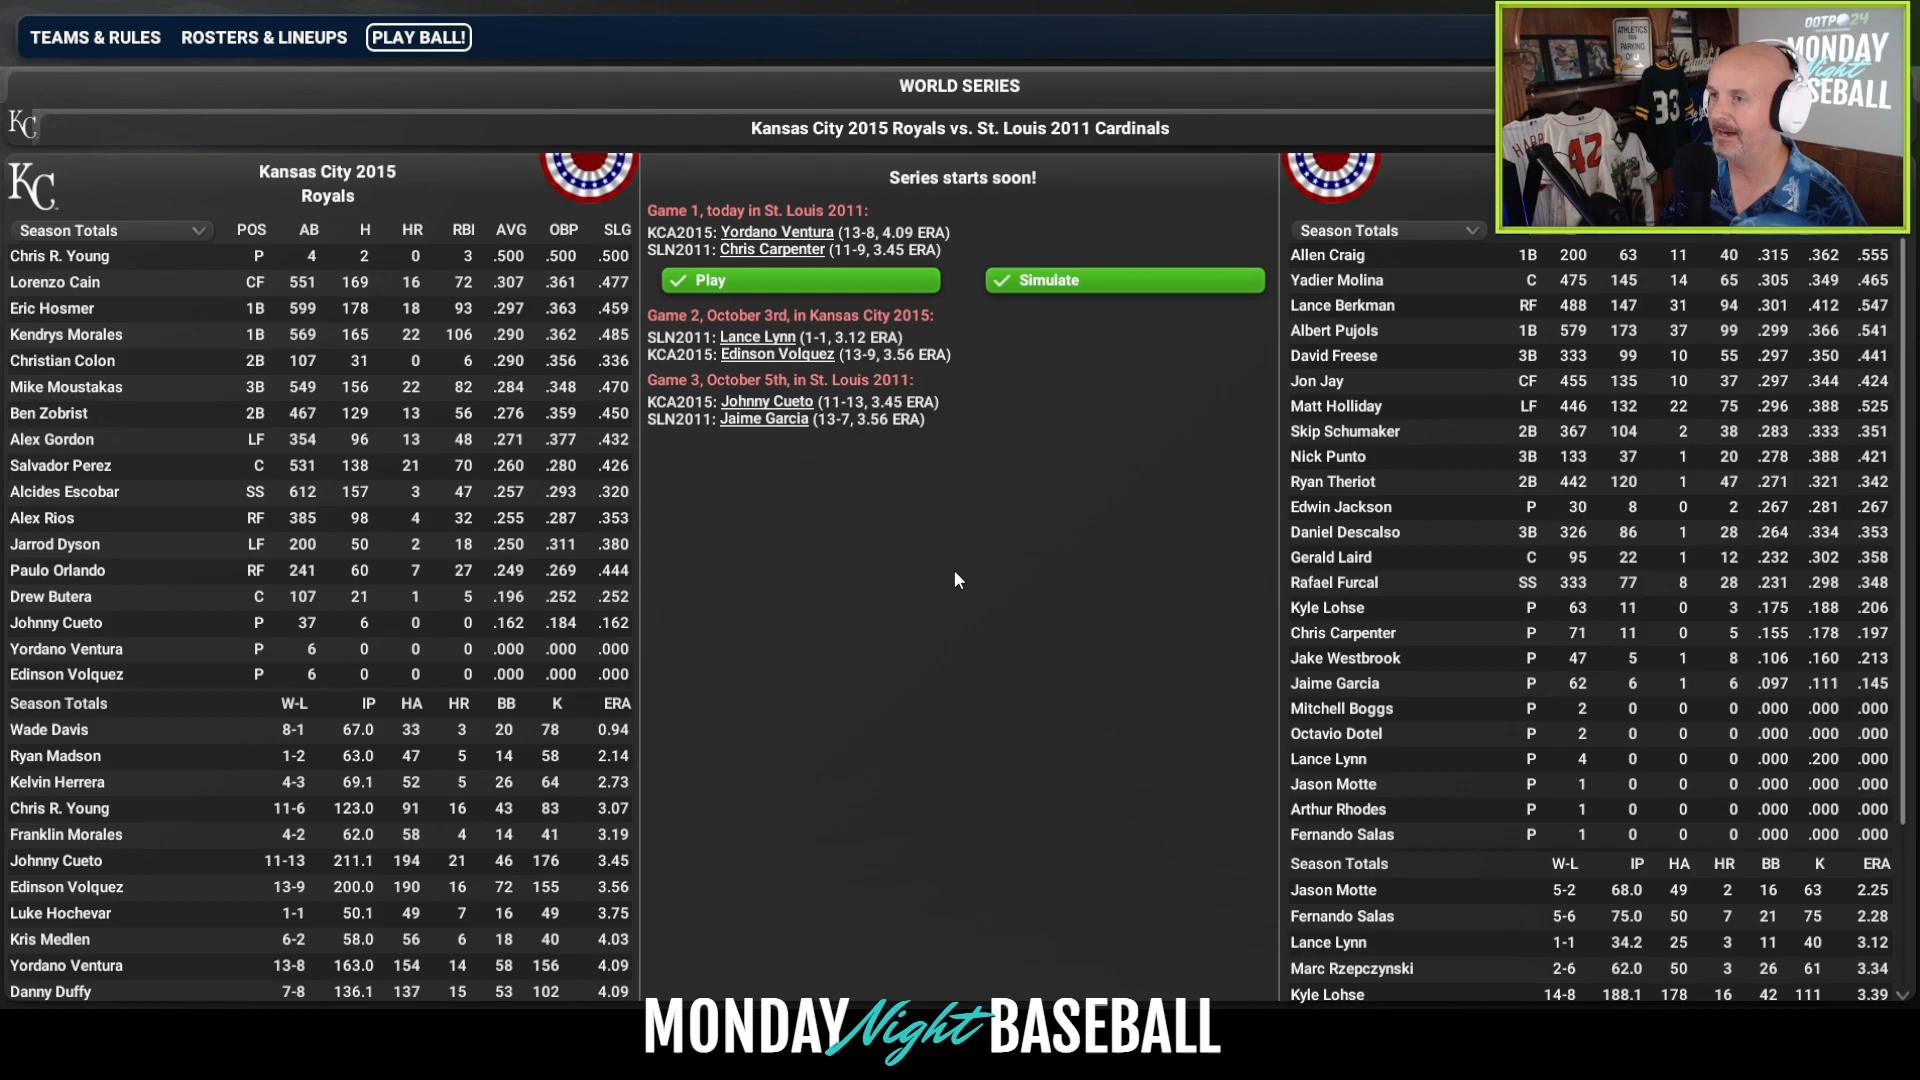 TEAMS & RULES ROSTERS & LINEUPS PLAY BALL!
WORLD SERIES
KC Kansas City 2015 Royals vs. St. Louis 2011 Cardinals
KC
Kansas City 2015
Royals
Season Totals POS AB H HR RBI AVG OBP SLG
Chris R. Young P 4 2 0 3 .500 .500 .500
Lorenzo Cain CF 551 169 16 72 .307 .361 .477
Eric Hosmer 1B 599 178 18 93 .297 .363 .459
Kendrys Morales 1B 569 165 22 106 .290 .362 .485
Christian Colon 2B 107 31 0 6 .290 .356 .336
Mike Moustakas 3B 549 156 22 82 .284 .348 .470
Ben Zobrist 2B 467 129 13 56 .276 .359 .450
Alex Gordon LF 354 96 13 48 .271 .377 .432
Salvador Perez C 531 138 21 70 .260 .280 .426
Alcides Escobar SS 612 157 3 47 .257 .293 .320
Alex Rios RF 385 98 4 32 .255 .287 .353
Jarrod Dyson LF 200 50 2 18 .250 .311 .380
Paulo Orlando RF 241 60 7 27 .249 .269 .444
Drew Butera C 107 21 1 5 .196 .252 .252
Johnny Cueto P 37 6 0 0 .162 .184 .162
Yordano Ventura P 6 0 0 0 .000 .000 .000
Edinson Volquez P 6 0 0 0 .000 .000 .000
Season Totals W-L IP HA HR BB K ERA
Wade Davis 8-1 67.0 33 3 20 78 0.94
Ryan Madson 1-2 63.0 47 5 14 58 2.14
Kelvin Herrera 4-3 69.1 52 5 26 64 2.73
Chris R. Young 11-6 123.0 91 16 43 83 3.07
Franklin Morales 4-2 62.0 58 4 14 41 3.19
Johnny Cueto 11-13 211.1 194 21 46 176 3.45
Edinson Volquez 13-9 200.0 190 16 72 155 3.56
Luke Hochevar 1-1 50.1 49 7 16 49 3.75
Kris Medlen 6-2 58.0 56 6 18 40 4.03
Yordano Ventura 13-8 163.0 154 14 58 156 4.09
Danny Duffy 7-8 136.1 137 15 53 102 4.09
Series starts soon!
Game 1, today in St. Louis 2011:
KCA2015: Yordano Ventura (13-8, 4.09 ERA)
SLN2011: Chris Carpenter (11-9, 3.45 ERA)
Play Simulate
Game 2, October 3rd, in Kansas City 2015:
SLN2011: Lance Lynn (1-1, 3.12 ERA)
KCA2015: Edinson Volquez (13-9, 3.56 ERA)
Game 3, October 5th, in St. Louis 2011:
KCA2015: Johnny Cueto (11-13, 3.45 ERA)
SLN2011: Jaime Garcia (13-7, 3.56 ERA)
Season Totals
Allen Craig 1B 200 63 11 40 .315 .362 .555
Yadier Molina C 475 145 14 65 .305 .349 .465
Lance Berkman RF 488 147 31 94 .301 .412 .547
Albert Pujols 1B 579 173 37 99 .299 .366 .541
David Freese 3B 333 99 10 55 .297 .350 .441
Jon Jay CF 455 135 10 37 .297 .344 .424
Matt Holliday LF 446 132 22 75 .296 .388 .525
Skip Schumaker 2B 367 104 2 38 .283 .333 .351
Nick Punto 3B 133 37 1 20 .278 .388 .421
Ryan Theriot 2B 442 120 1 47 .271 .321 .342
Edwin Jackson P 30 8 0 2 .267 .281 .267
Daniel Descalso 3B 326 86 1 28 .264 .334 .353
Gerald Laird C 95 22 1 12 .232 .302 .358
Rafael Furcal SS 333 77 8 28 .231 .298 .348
Kyle Lohse P 63 11 0 3 .175 .188 .206
Chris Carpenter P 71 11 0 5 .155 .178 .197
Jake Westbrook P 47 5 1 8 .106 .160 .213
Jaime Garcia P 62 6 1 6 .097 .111 .145
Mitchell Boggs P 2 0 0 0 .000 .000 .000
Octavio Dotel P 2 0 0 0 .000 .000 .000
Lance Lynn P 4 0 0 0 .000 .200 .000
Jason Motte P 1 0 0 0 .000 .000 .000
Arthur Rhodes P 1 0 0 0 .000 .000 .000
Fernando Salas P 1 0 0 0 .000 .000 .000
Season Totals W-L IP HA HR BB K ERA
Jason Motte 5-2 68.0 49 2 16 63 2.25
Fernando Salas 5-6 75.0 50 7 21 75 2.28
Lance Lynn 1-1 34.2 25 3 11 40 3.12
Marc Rzepczynski 2-6 62.0 50 3 26 61 3.34
Kyle Lohse 14-8 188.1 178 16 42 111 3.39
OOTP 24
MONDAY
Night
SEBALL
ATHLETICS
PARKING
ONLY
33
42
MONDAY Night BASEBALL